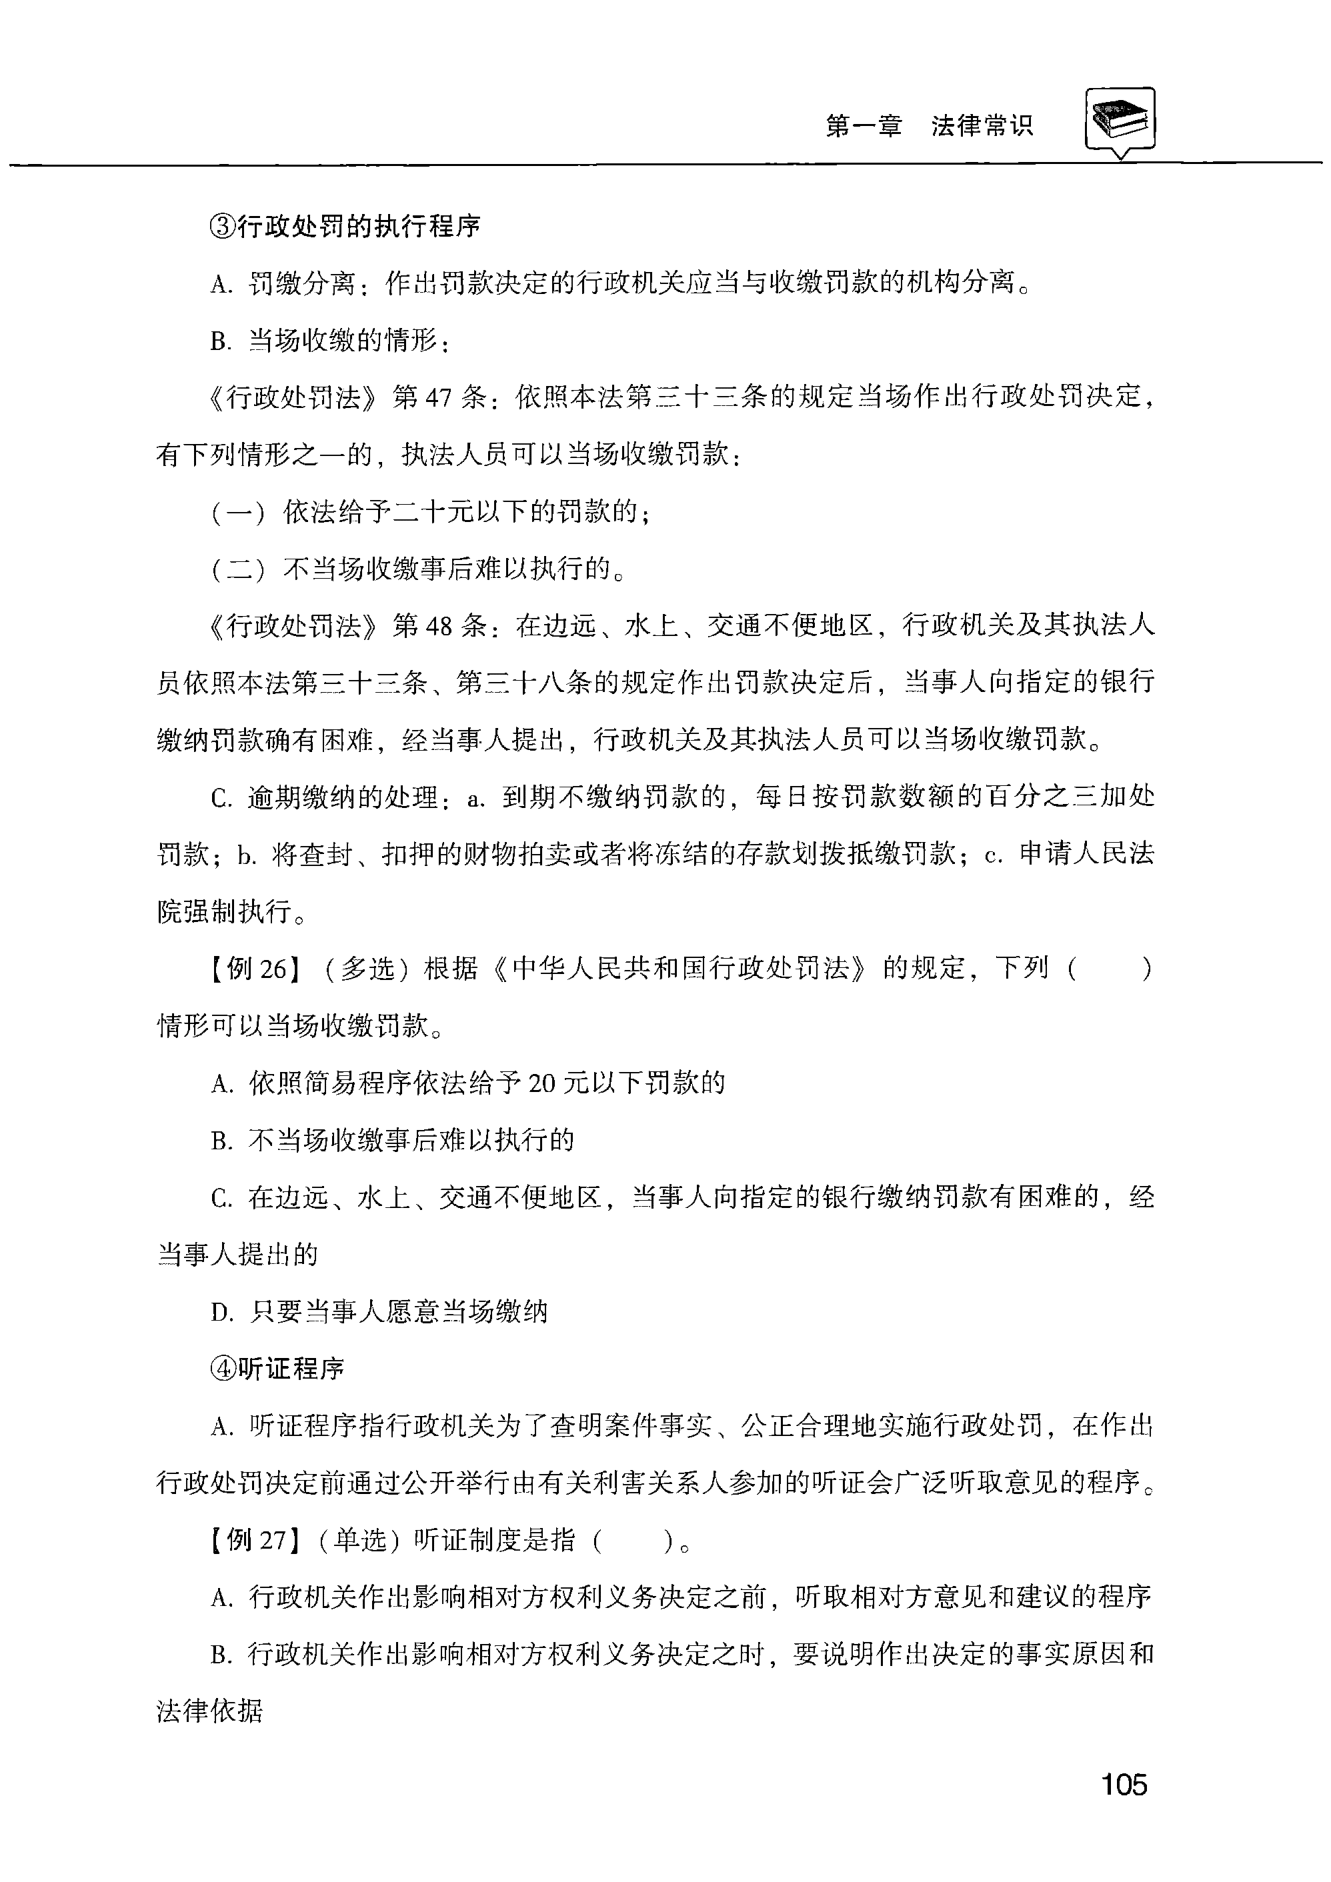 第一章 法律常识
③行政处罚的执行程序
A. 罚缴分离：作出罚款决定的行政机关应当与收缴罚款的机构分离。
B. 当场收缴的情形：
《行政处罚法》第 47 条：依照本法第三十三条的规定当场作出行政处罚决定，
有下列情形之一的，执法人员可以当场收缴罚款：
（一）依法给予二十元以下的罚款的；
（二）不当场收缴事后难以执行的。
《行政处罚法》第 48 条：在边远、水上、交通不便地区，行政机关及其执法人
员依照本法第三十三条、第三十八条的规定作出罚款决定后，当事人向指定的银行
缴纳罚款确有困难，经当事人提出，行政机关及其执法人员可以当场收缴罚款。
C. 逾期缴纳的处理：a. 到期不缴纳罚款的，每日按罚款数额的百分之三加处
罚款；b. 将查封、扣押的财物拍卖或者将冻结的存款划拨抵缴罚款；c. 申请人民法
院强制执行。
【例 26】（多选）根据《中华人民共和国行政处罚法》的规定，下列（　　）
情形可以当场收缴罚款。
A. 依照简易程序依法给予 20 元以下罚款的
B. 不当场收缴事后难以执行的
C. 在边远、水上、交通不便地区，当事人向指定的银行缴纳罚款有困难的，经
当事人提出的
D. 只要当事人愿意当场缴纳
④听证程序
A. 听证程序指行政机关为了查明案件事实、公正合理地实施行政处罚，在作出
行政处罚决定前通过公开举行由有关利害关系人参加的听证会广泛听取意见的程序。
【例 27】（单选）听证制度是指（　　）。
A. 行政机关作出影响相对方权利义务决定之前，听取相对方意见和建议的程序
B. 行政机关作出影响相对方权利义务决定之时，要说明作出决定的事实原因和
法律依据
105